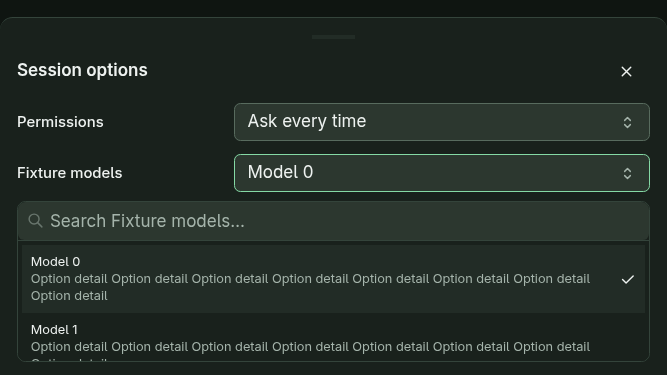 Session options
Permissions
Ask every time
Fixture models
Model 0
Search Fixture models...
Model 0
Option detail Option detail Option detail Option detail Option detail Option detail Option detail
Option detail
Model 1
Option detail Option detail Option detail Option detail Option detail Option detail Option detail